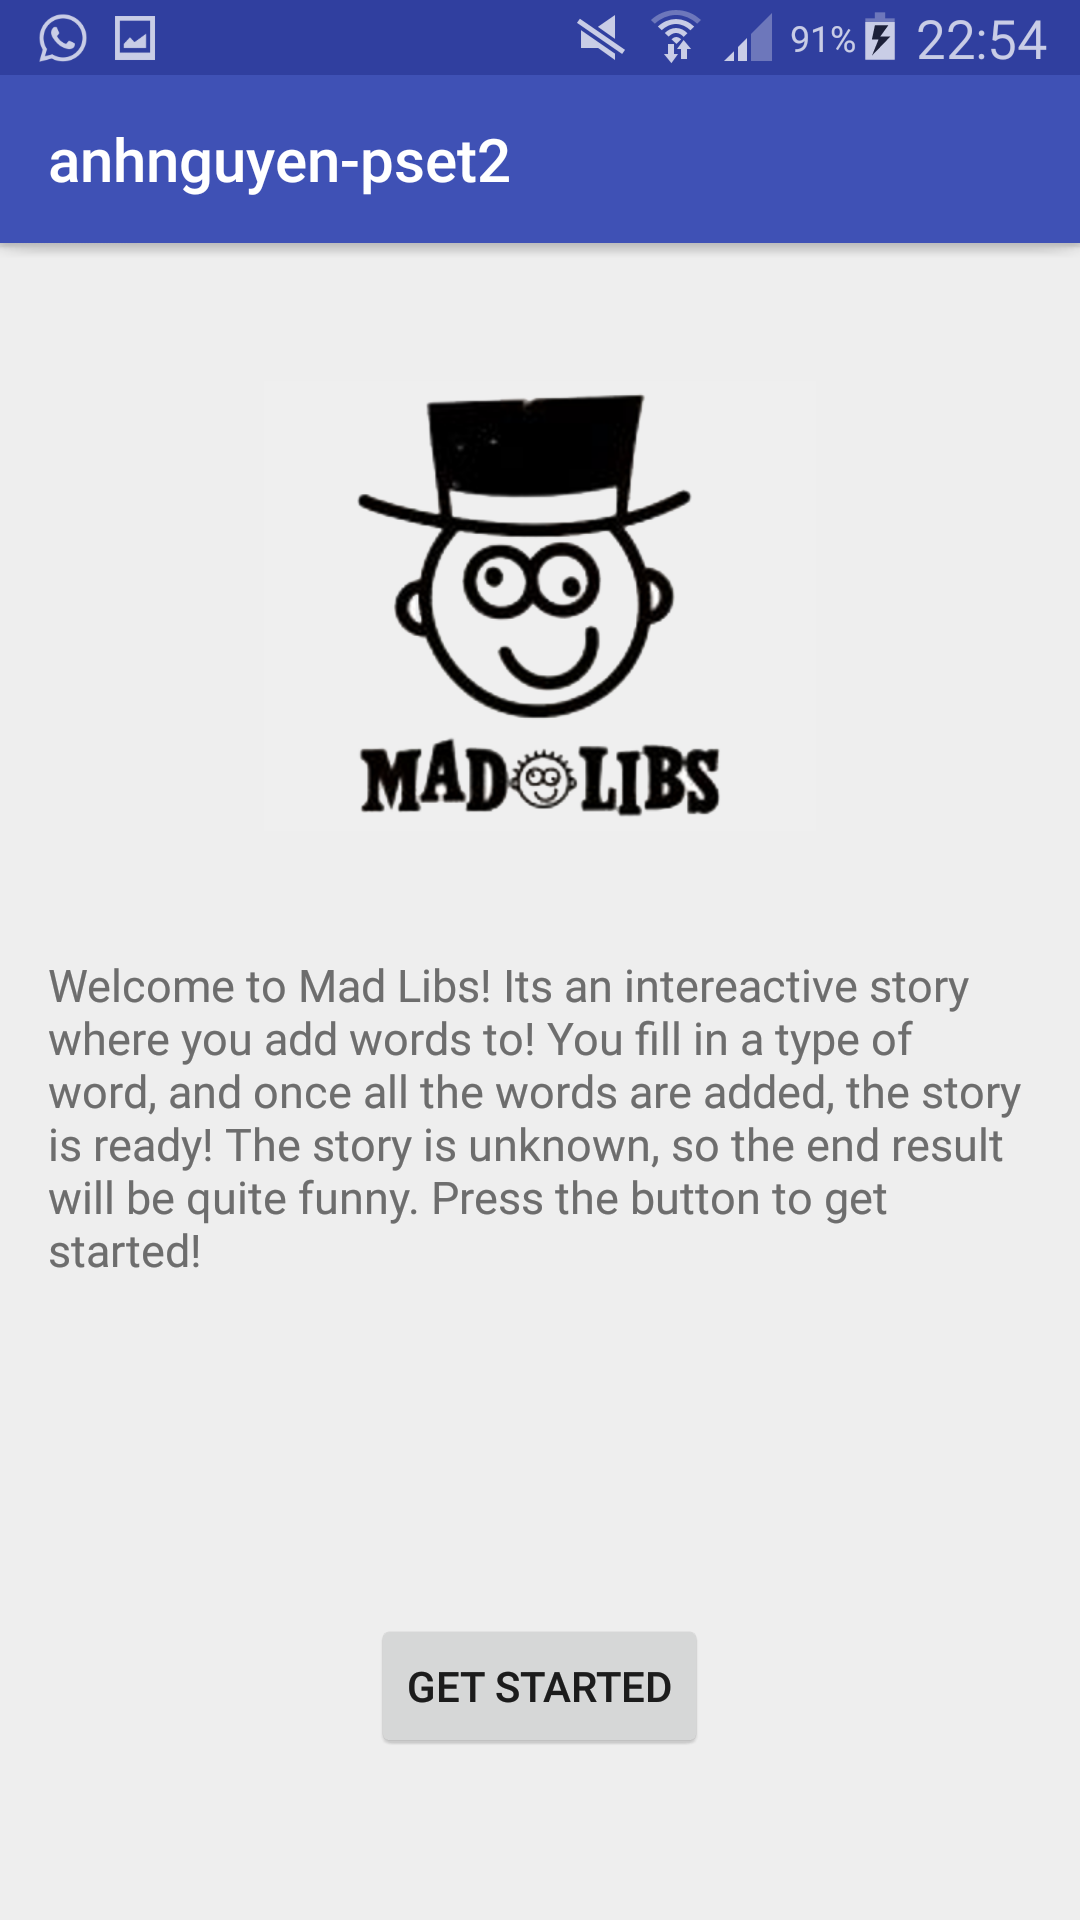 91% 22:54
anhnguyen-pset2
MAD LIBS
Welcome to Mad Libs! Its an intereactive story
where you add words to! You fill in a type of
word, and once all the words are added, the story
is ready! The story is unknown, so the end result
will be quite funny. Press the button to get
started!
GET STARTED